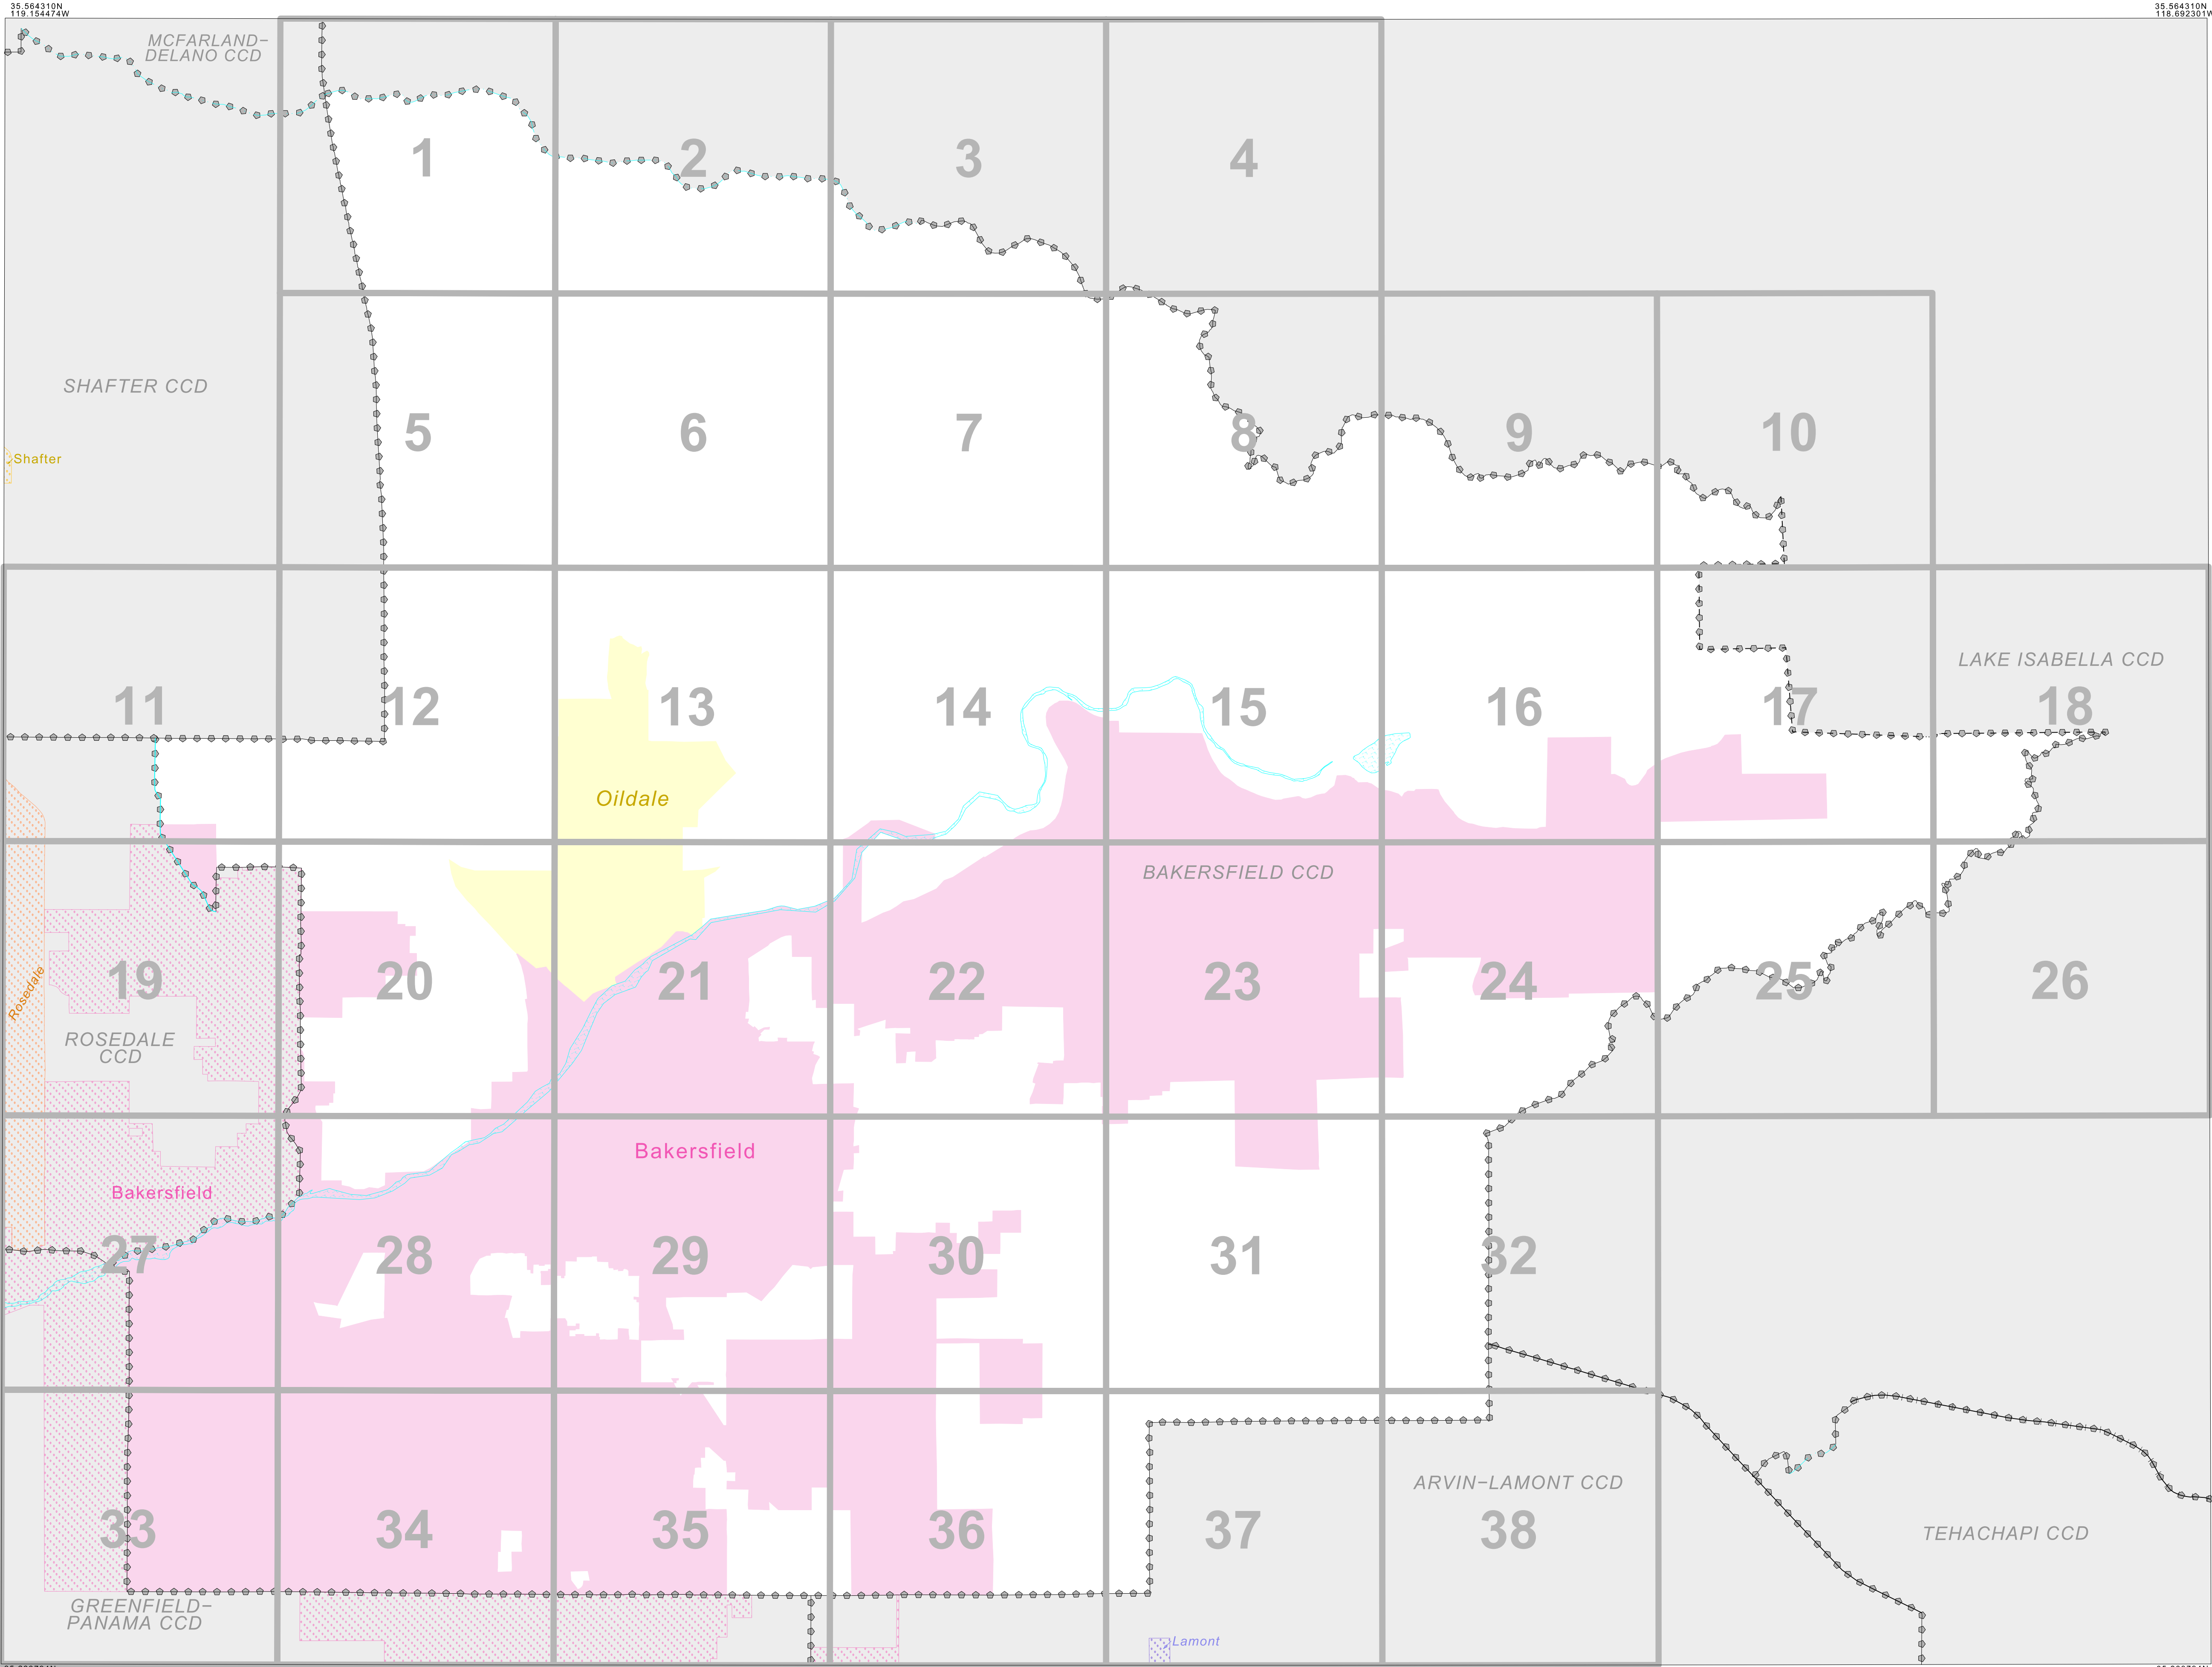 35.564310N
119.154474W
35.564310N
118.692301W
MCFARLAND-
DELANO CCD
1
2
3
4
SHAFTER CCD
Shafter
5
6
7
8
9
10
LAKE ISABELLA CCD
11
12
13
14
15
16
17
18
Oildale
BAKERSFIELD CCD
Rosedale
19
20
21
22
23
24
25
26
ROSEDALE
CCD
Bakersfield
Bakersfield
27
28
29
30
31
32
ARVIN-LAMONT CCD
33
34
35
36
37
38
TEHACHAPI CCD
GREENFIELD-
PANAMA CCD
Lamont